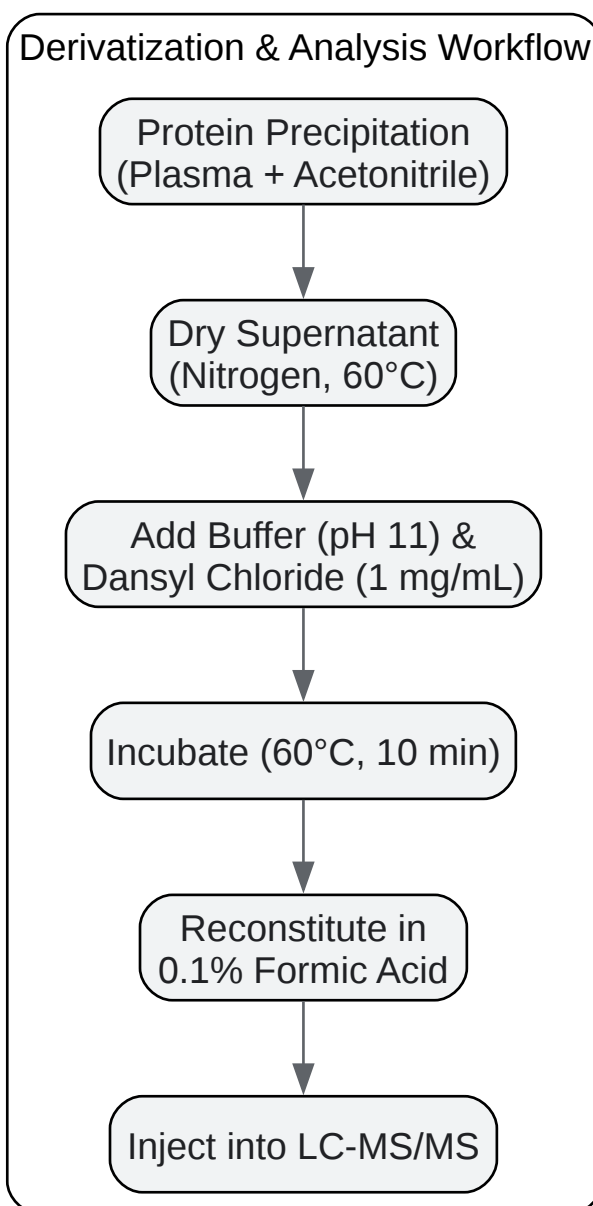 Derivatization & Analysis Workflow
Protein Precipitation
(Plasma + Acetonitrile)
Dry Supernatant
(Nitrogen, 60°C)
Add Buffer (pH 11) &
Dansyl Chloride (1 mg/mL)
Incubate (60°C, 10 min)
Reconstitute in
0.1% Formic Acid
Inject into LC-MS/MS